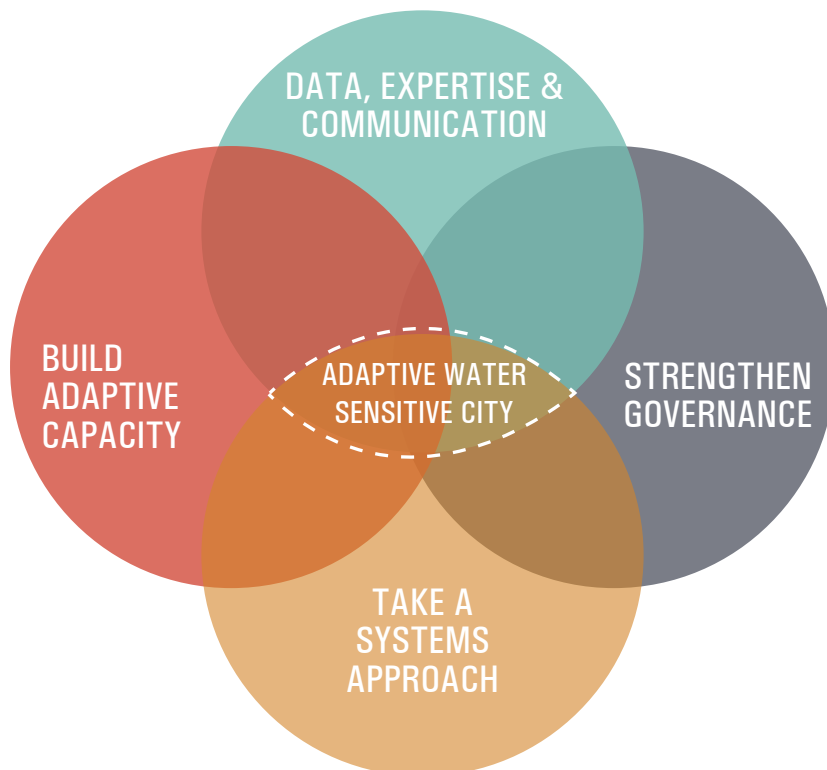 DATA, EXPERTISE &
COMMUNICATION
BUILD
ADAPTIVE
CAPACITY
ADAPTIVE WATER
SENSITIVE CITY
STRENGTHEN
GOVERNANCE
TAKE A
SYSTEMS
APPROACH